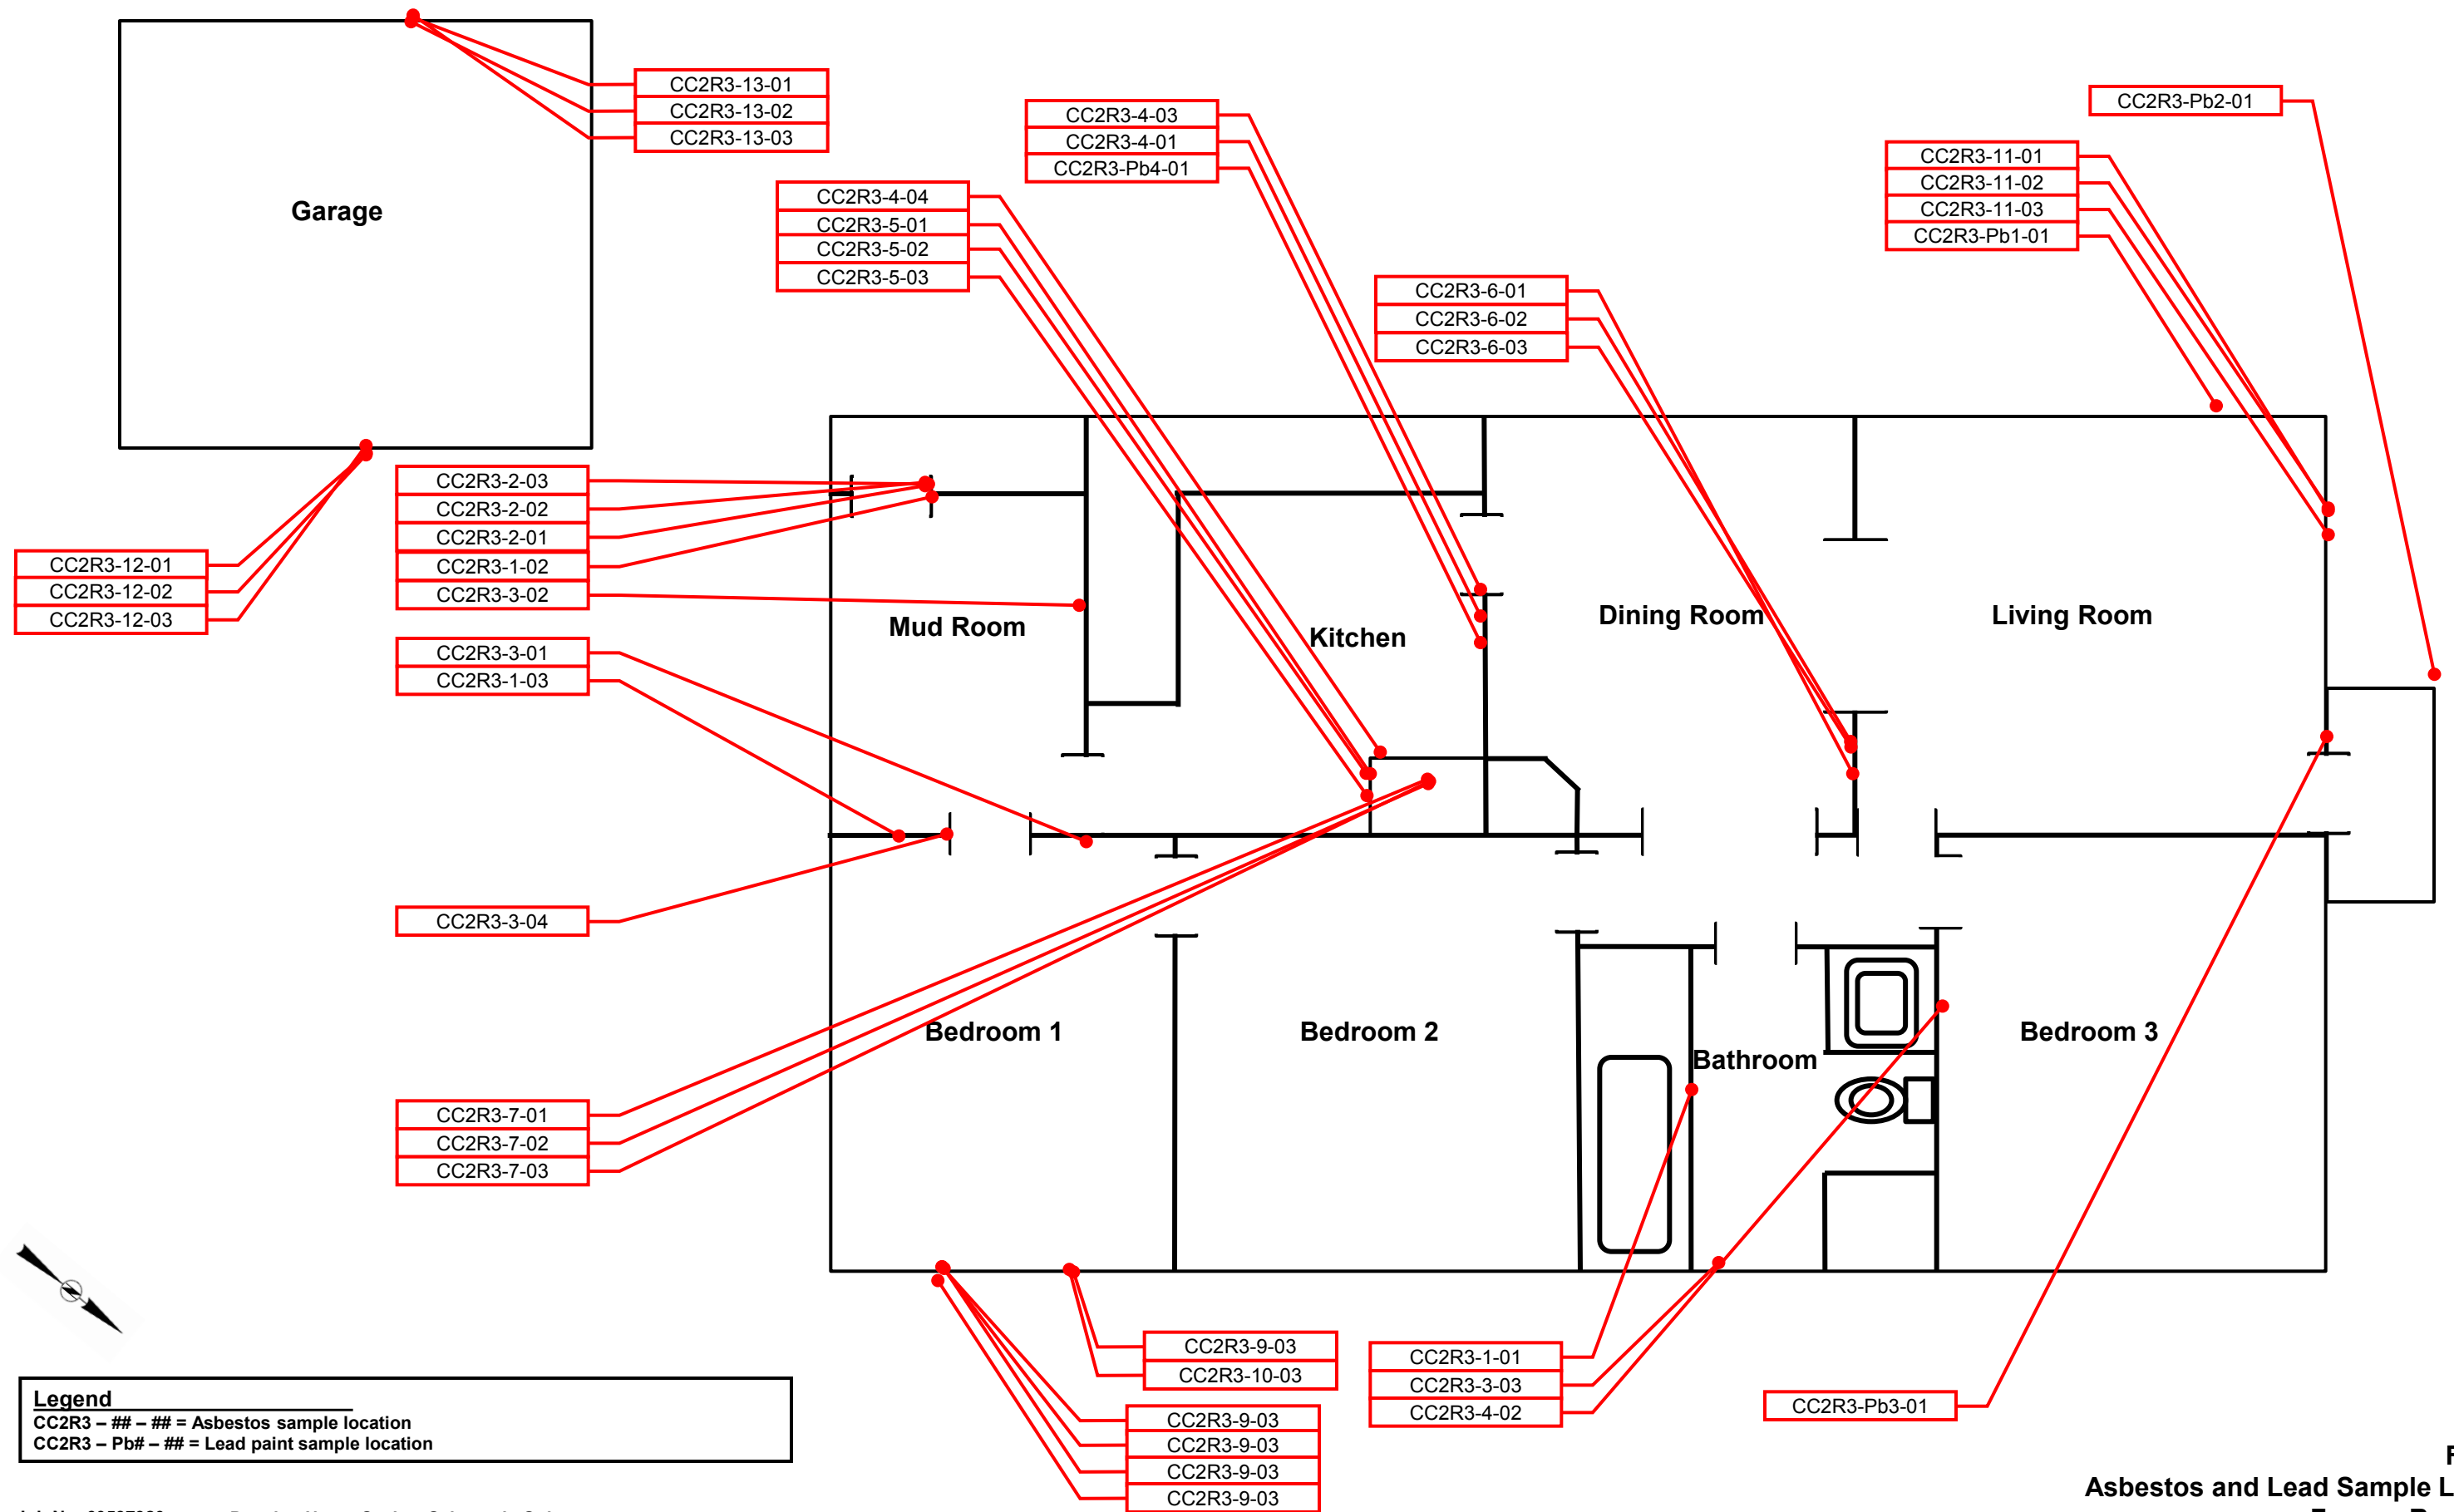 CC2R3-13-01
CC2R3-13-02
CC2R3-13-03
Garage
CC2R3-4-03
CC2R3-4-01
CC2R3-Pb4-01
CC2R3-Pb2-01
CC2R3-11-01
CC2R3-11-02
CC2R3-11-03
CC2R3-Pb1-01
CC2R3-4-04
CC2R3-5-01
CC2R3-5-02
CC2R3-5-03
CC2R3-6-01
CC2R3-6-02
CC2R3-6-03
CC2R3-2-03
CC2R3-2-02
CC2R3-2-01
CC2R3-1-02
CC2R3-3-02
CC2R3-12-01
CC2R3-12-02
CC2R3-12-03
Mud Room
Kitchen
Dining Room
Living Room
CC2R3-3-01
CC2R3-1-03
CC2R3-3-04
Bedroom 1
Bedroom 2
Bathroom
Bedroom 3
CC2R3-7-01
CC2R3-7-02
CC2R3-7-03
CC2R3-9-03
CC2R3-10-03
CC2R3-9-03
CC2R3-9-03
CC2R3-9-03
CC2R3-9-03
CC2R3-1-01
CC2R3-3-03
CC2R3-4-02
CC2R3-Pb3-01
Legend
CC2R3 – ## – ## = Asbestos sample location
CC2R3 – Pb# – ## = Lead paint sample location
Asbestos and Lead Sample L